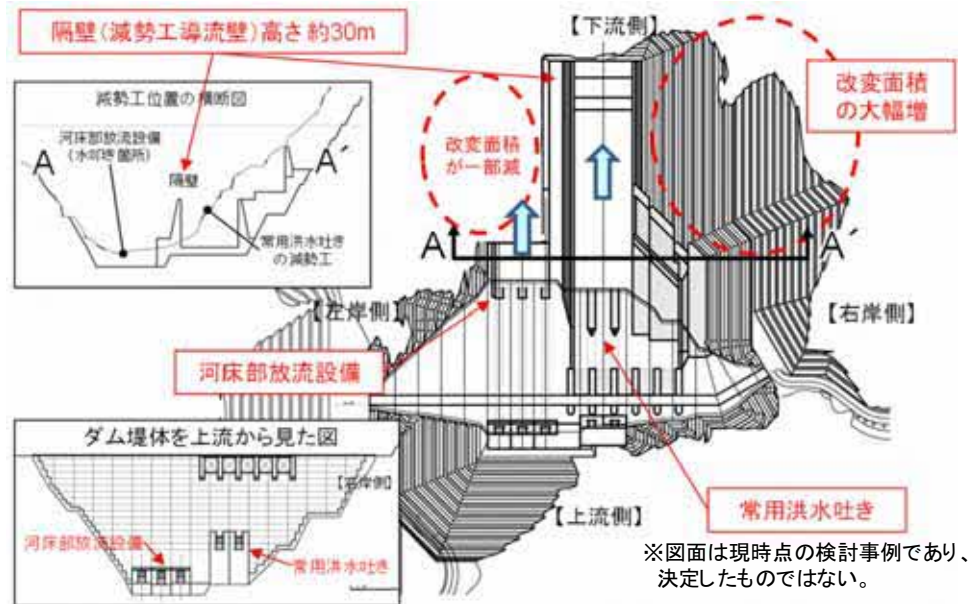 隔壁(減勢工導流壁)高さ約30m
【下流側】
減勢工位置の横断図
河床部放流設備
(水叩き箇所)
隔壁
A
A´
常用洪水吐き
の減勢工
改変面積
が一部減
改変面積
の大幅増
A
A´
【左岸側】
【右岸側】
河床部放流設備
ダム堤体を上流から見た図
【右岸側】
河床部放流設備
常用洪水吐き
【上流側】
常用洪水吐き
※図面は現時点の検討事例であり、
決定したものではない。